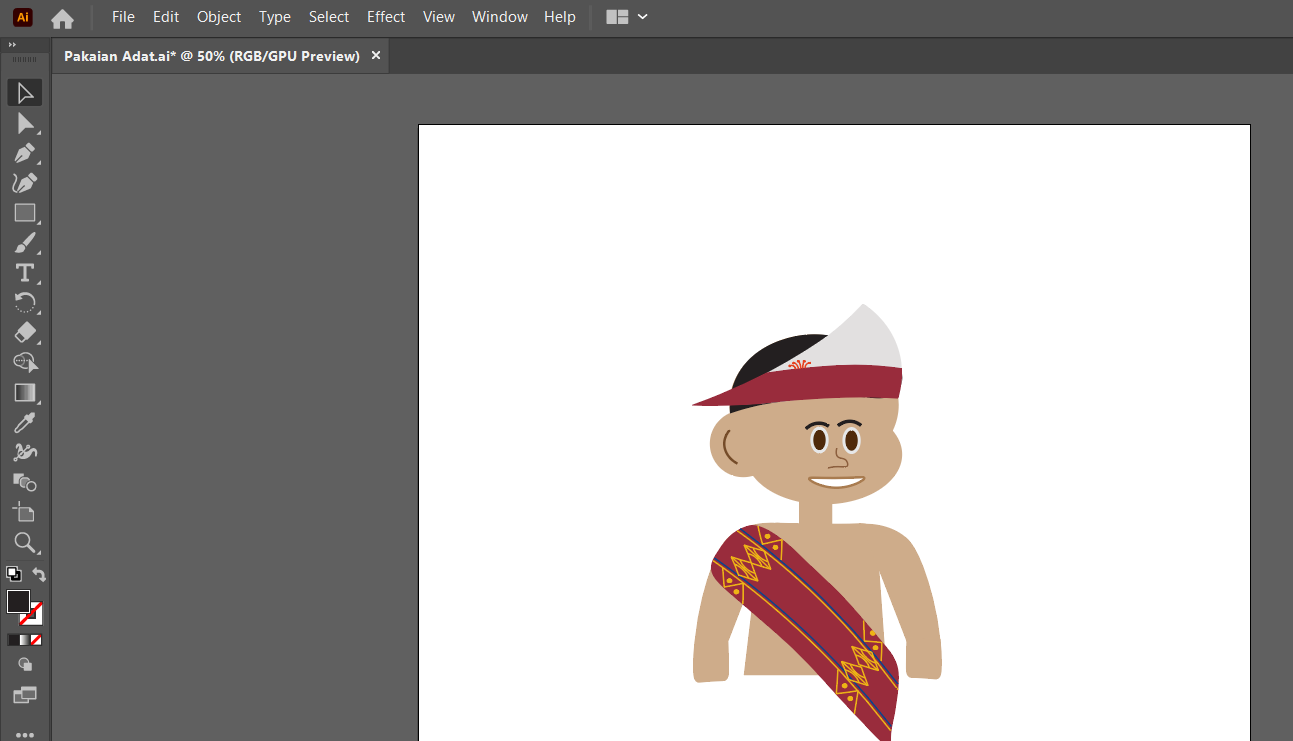 Ai File Edit Object Type Select Effect View Window Help
Pakaian Adat.ai* @ 50% (RGB/GPU Preview) ×